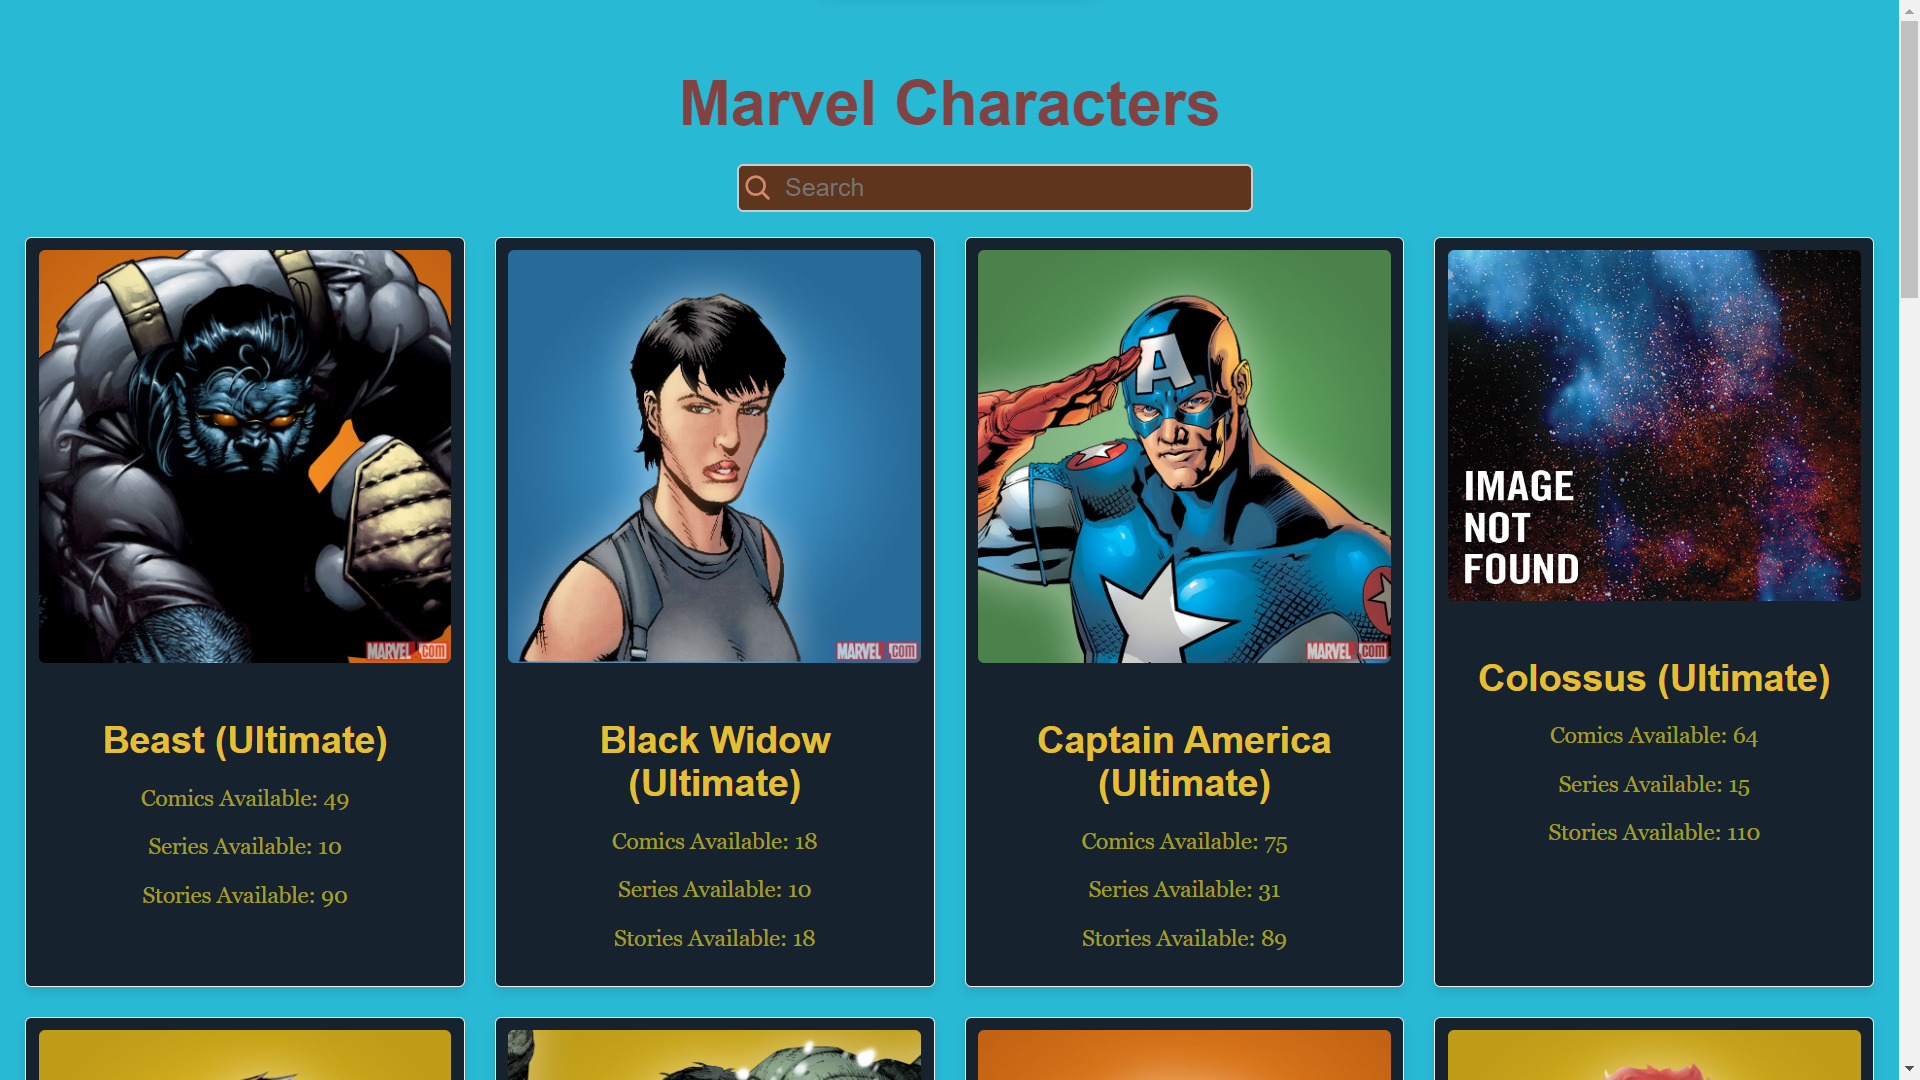 Marvel Characters
Search
A
MARVEL .COM
MARVEL .COM
MARVEL .COM
IMAGE
NOT
FOUND
Beast (Ultimate)
Comics Available: 49
Series Available: 10
Stories Available: 90
Black Widow
(Ultimate)
Comics Available: 18
Series Available: 10
Stories Available: 18
Captain America
(Ultimate)
Comics Available: 75
Series Available: 31
Stories Available: 89
Colossus (Ultimate)
Comics Available: 64
Series Available: 15
Stories Available: 110